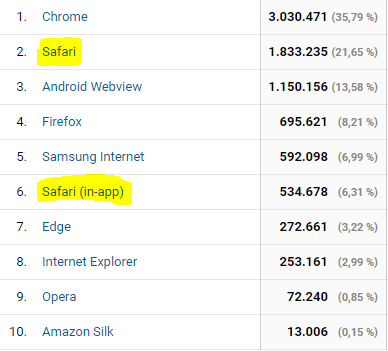 1. Chrome 3.030.471 (35,79 %)
2. Safari 1.833.235 (21,65 %)
3. Android Webview 1.150.156 (13,58 %)
4. Firefox 695.621 (8,21 %)
5. Samsung Internet 592.098 (6,99 %)
6. Safari (in-app) 534.678 (6,31 %)
7. Edge 272.661 (3,22 %)
8. Internet Explorer 253.161 (2,99 %)
9. Opera 72.240 (0,85 %)
10. Amazon Silk 13.006 (0,15 %)